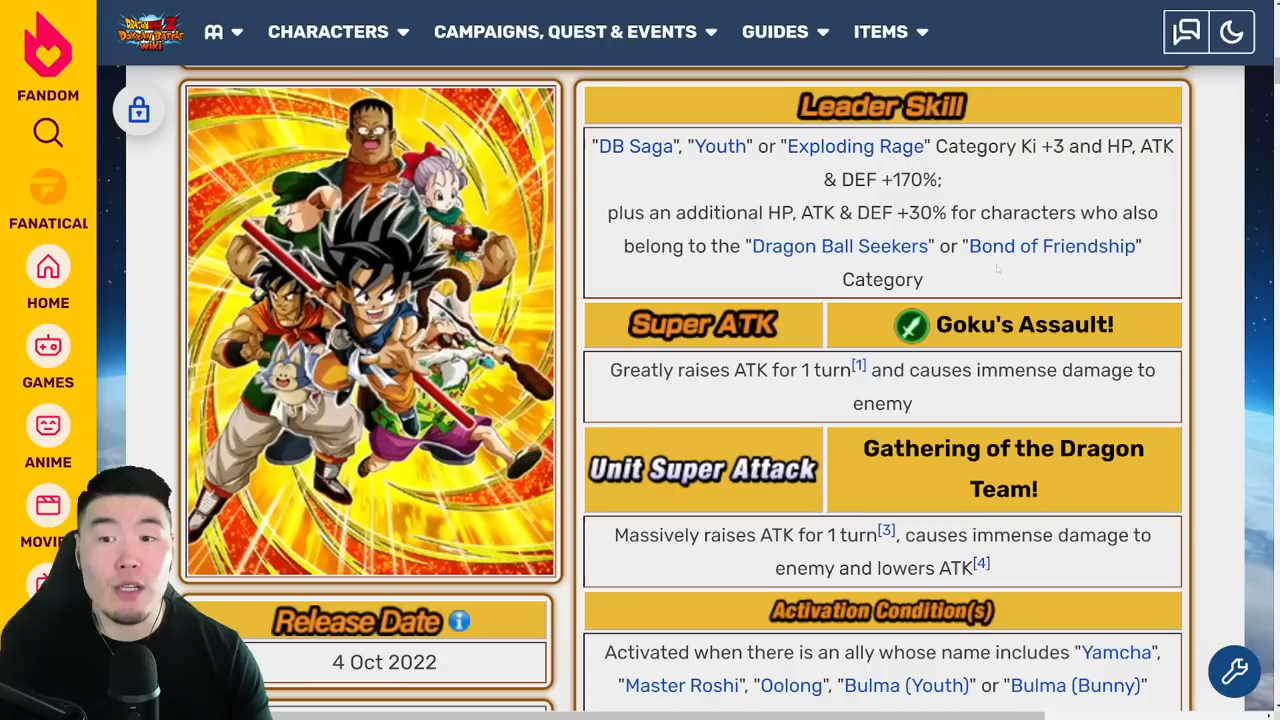 FANDOM
FANATICAL
HOME
GAMES
ANIME
DRAGON BALL Z
DOKKAN BATTLE
WIKI
CHARACTERS
CAMPAIGNS, QUEST & EVENTS
GUIDES
ITEMS
Release Date
4 Oct 2022
Leader Skill
"DB Saga", "Youth" or "Exploding Rage" Category Ki +3 and HP, ATK
& DEF +170%;
plus an additional HP, ATK & DEF +30% for characters who also
belong to the "Dragon Ball Seekers" or "Bond of Friendship"
Category
Super ATK
Goku's Assault!
Greatly raises ATK for 1 turn[1] and causes immense damage to
enemy
Unit Super Attack
Gathering of the Dragon
Team!
Massively raises ATK for 1 turn[3], causes immense damage to
enemy and lowers ATK[4]
Activation Condition(s)
Activated when there is an ally whose name includes "Yamcha",
"Master Roshi", "Oolong", "Bulma (Youth)" or "Bulma (Bunny)"